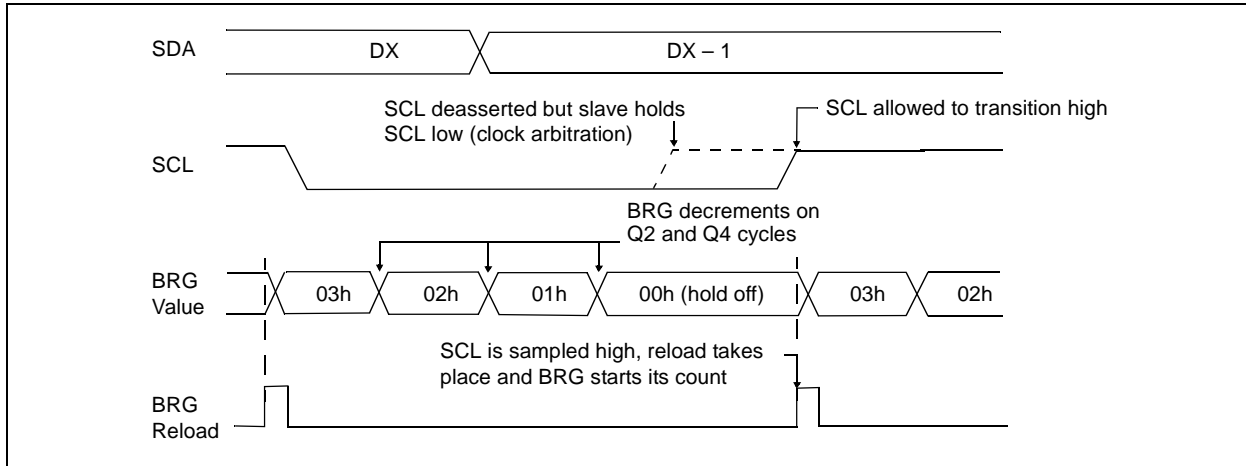 SDA
DX
DX – 1
SCL deasserted but slave holds
SCL low (clock arbitration)
SCL allowed to transition high
SCL
BRG decrements on
Q2 and Q4 cycles
BRG
Value
03h
02h
01h
00h (hold off)
03h
02h
SCL is sampled high, reload takes
place and BRG starts its count
BRG
Reload